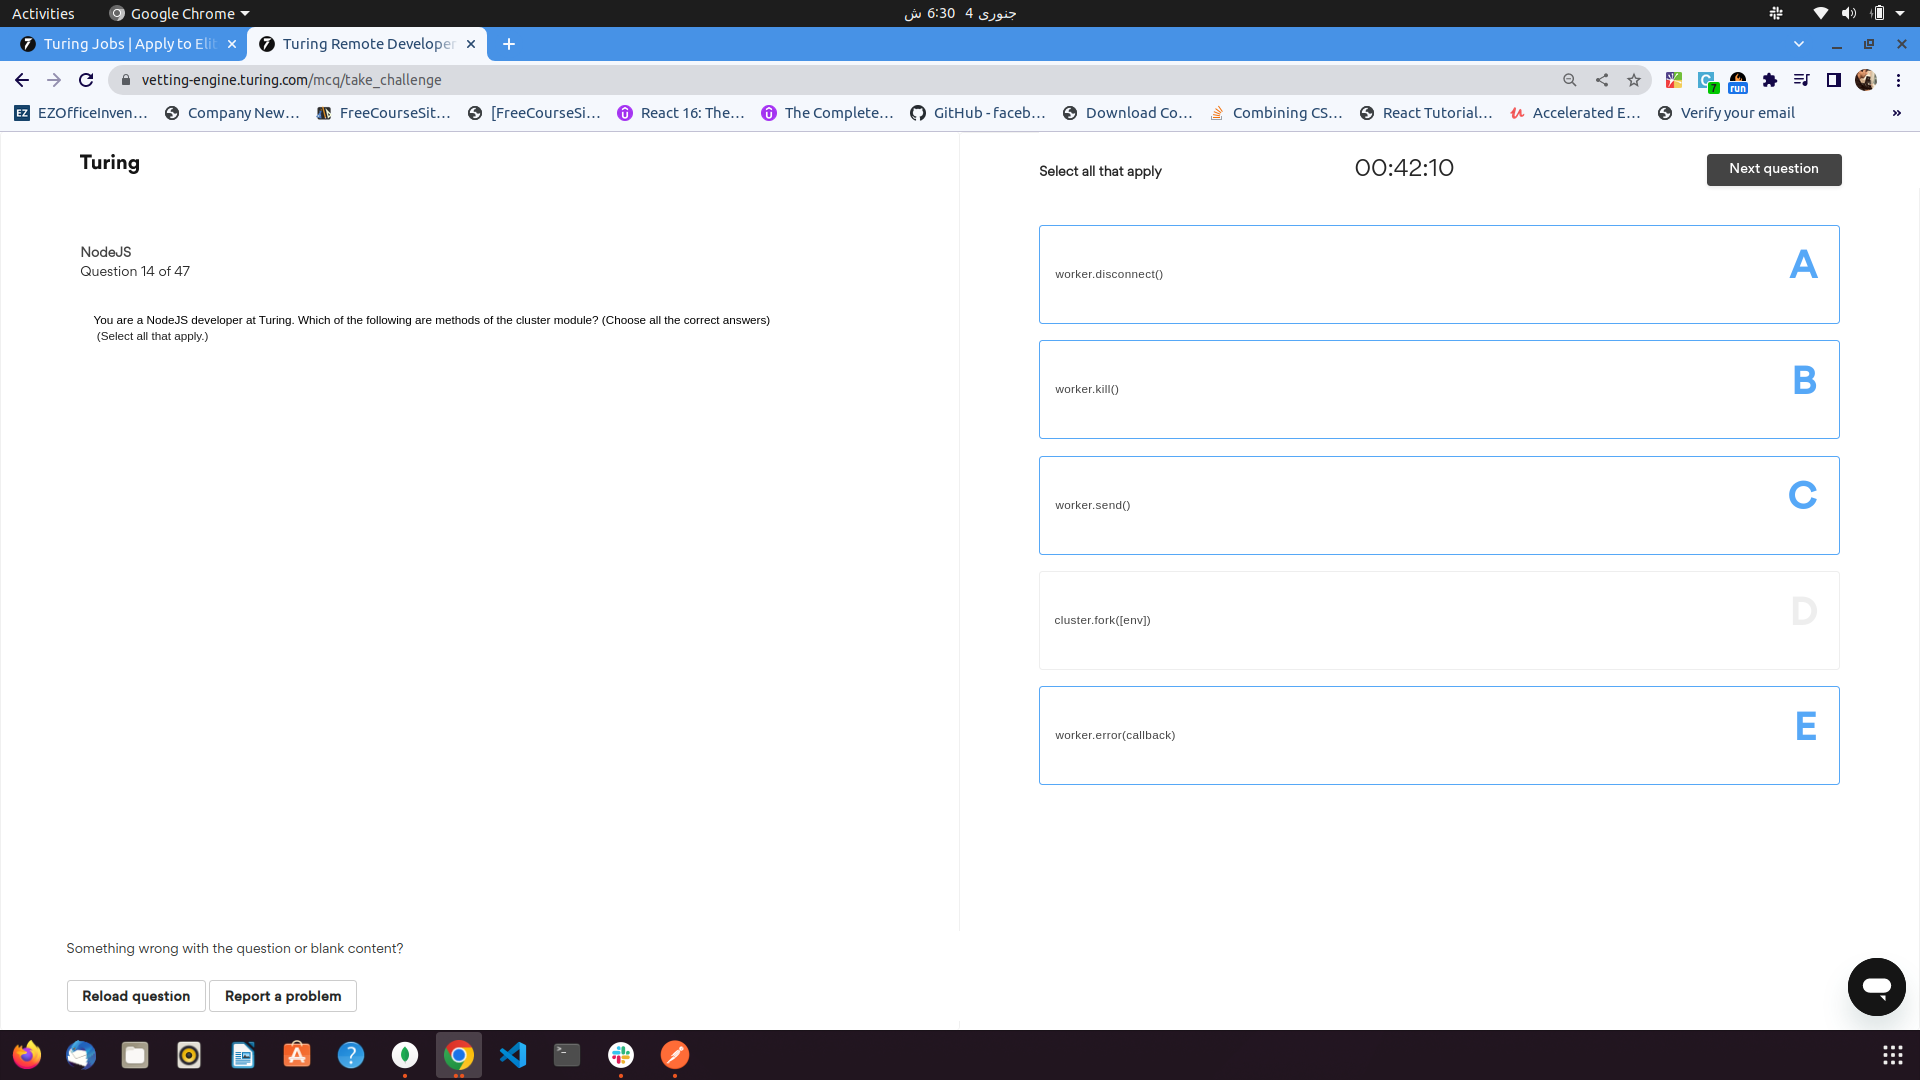 Activities
Google Chrome
جنوری 4 6:30 ش
Turing Jobs | Apply to Elit
Turing Remote Developer
vetting-engine.turing.com/mcq/take_challenge
7
run
EZ
EZOfficeInven...
Company New...
FreeCourseSit...
[FreeCourseSi...
React 16: The...
The Complete...
GitHub - faceb...
Download Co...
Combining CS...
React Tutorial...
Accelerated E...
Verify your email
»
Turing
NodeJS
Question 14 of 47
You are a NodeJS developer at Turing. Which of the following are methods of the cluster module? (Choose all the correct answers)
(Select all that apply.)
Something wrong with the question or blank content?
Reload question
Report a problem
Select all that apply
00:42:10
Next question
worker.disconnect()
A
worker.kill()
B
worker.send()
C
cluster.fork([env])
D
worker.error(callback)
E